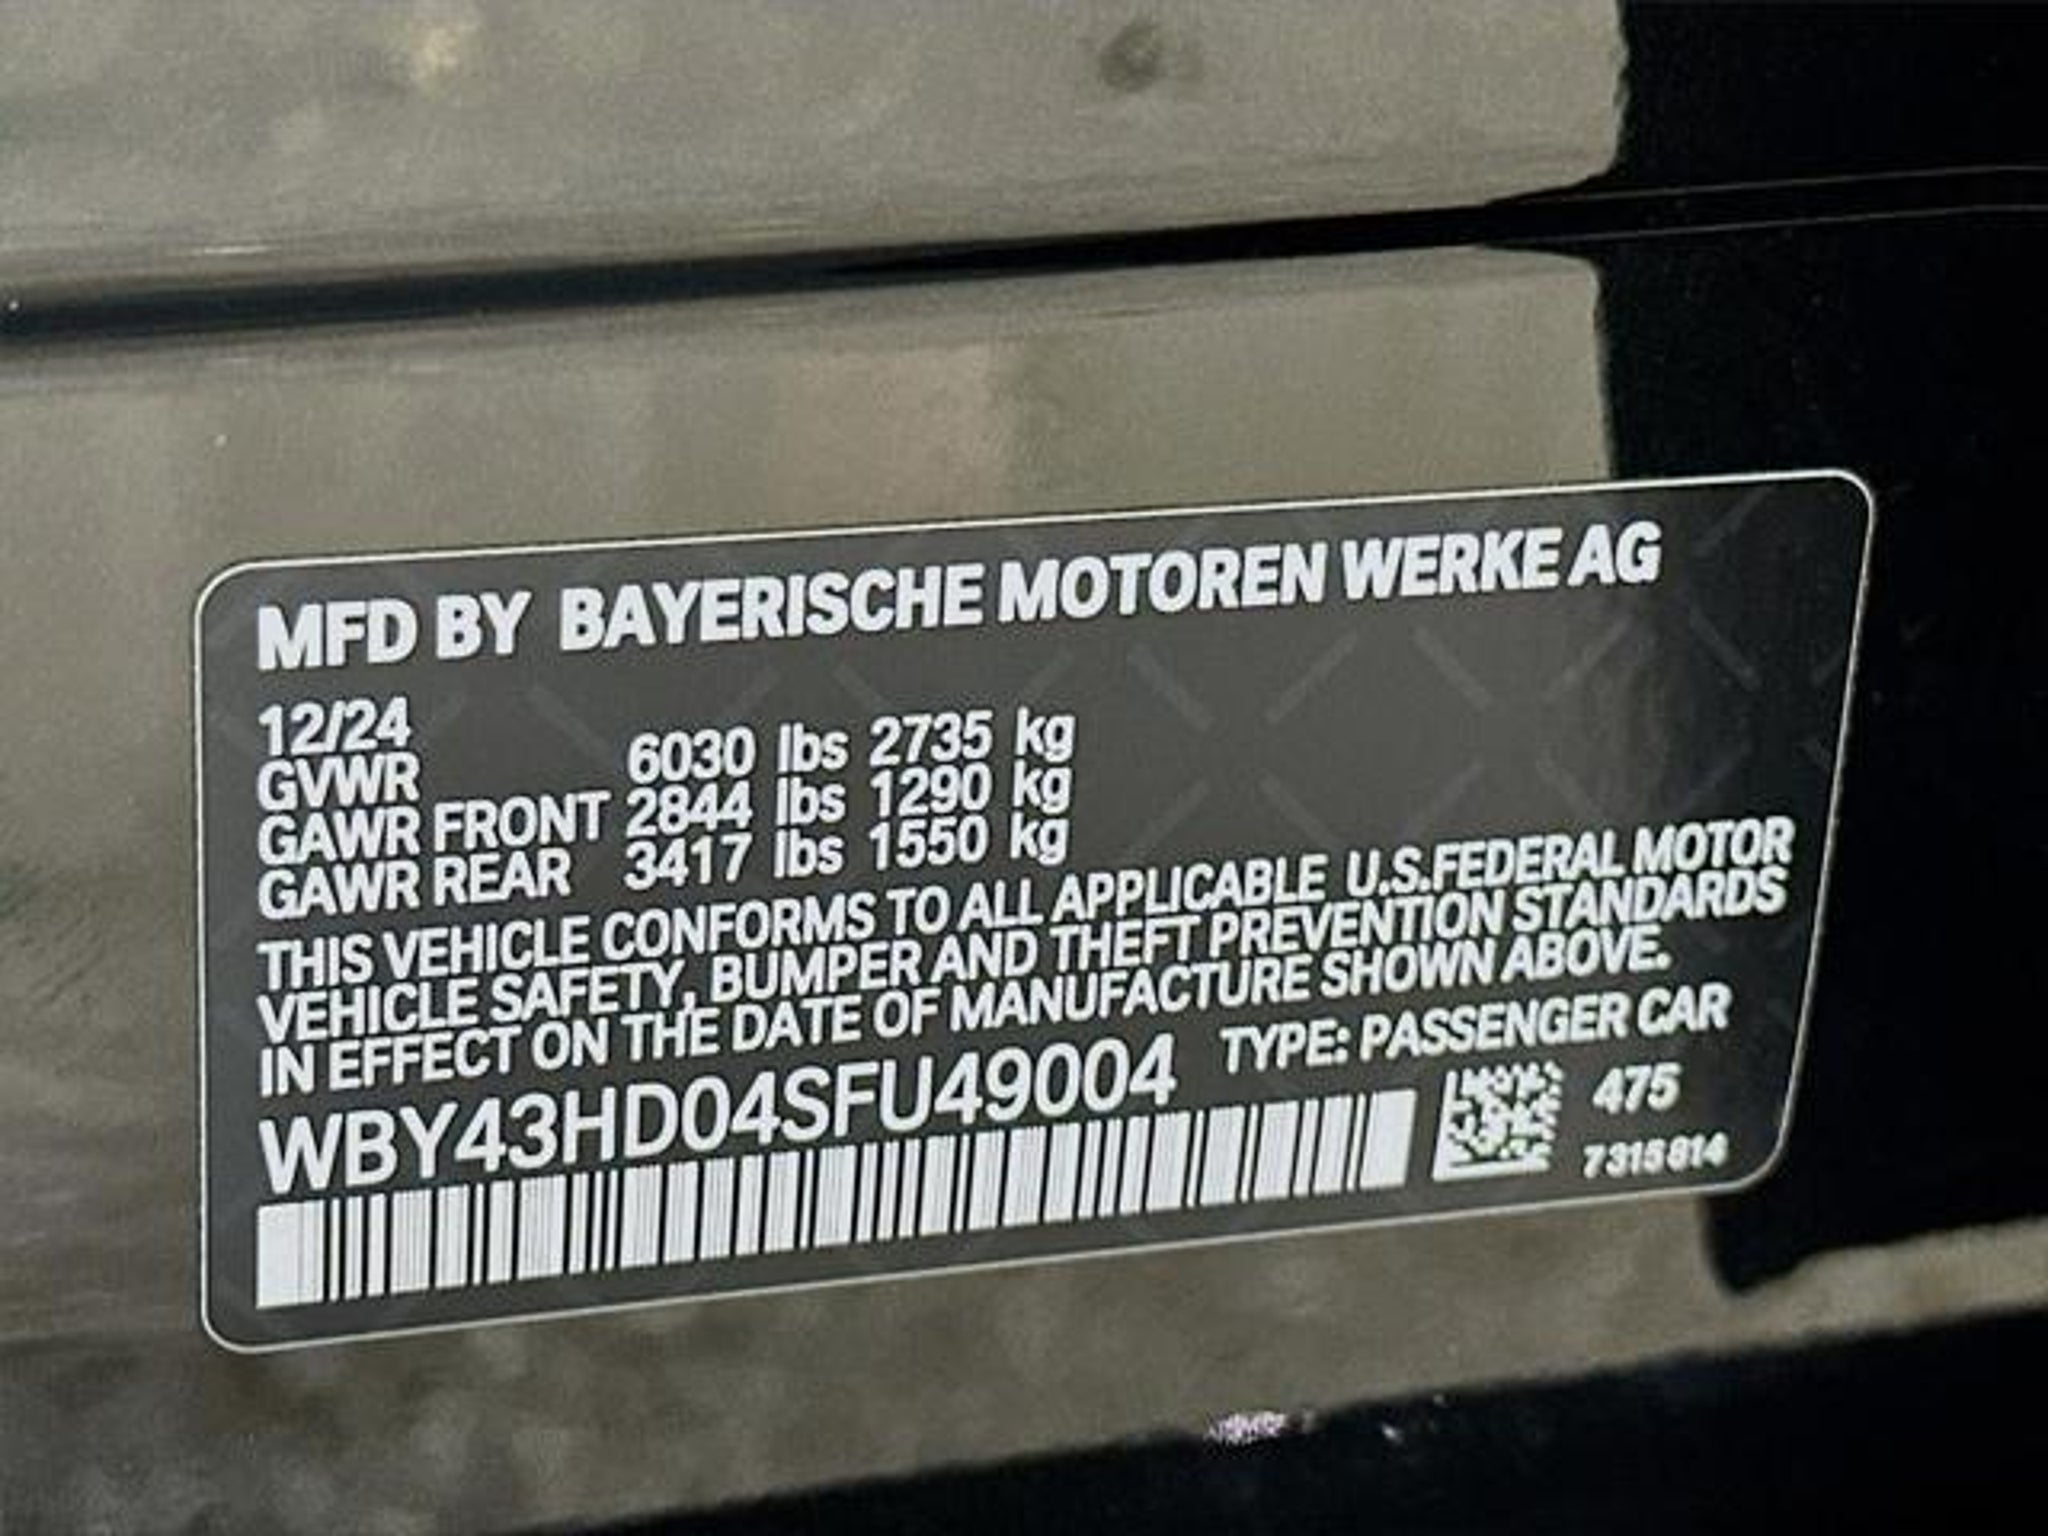 MFD BY BAYERISCHE MOTOREN WERKE AG
12/24
GVWR 6030 lbs 2735 kg
GAWR FRONT 2844 lbs 1290 kg
GAWR REAR 3417 lbs 1550 kg
THIS VEHICLE CONFORMS TO ALL APPLICABLE U.S.FEDERAL MOTOR
VEHICLE SAFETY, BUMPER AND THEFT PREVENTION STANDARDS
IN EFFECT ON THE DATE OF MANUFACTURE SHOWN ABOVE.
WBY43HD04SFU49004 TYPE: PASSENGER CAR
475
7315814